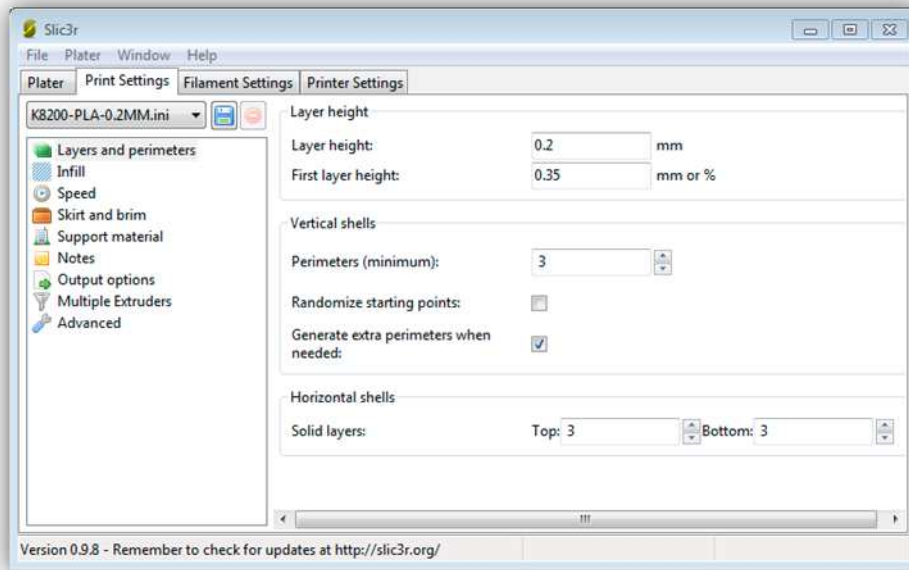 Slic3r
File Plater Window Help
Plater Print Settings Filament Settings Printer Settings
K8200-PLA-0.2MM.ini
Layers and perimeters
Infill
Speed
Skirt and brim
Support material
Notes
Output options
Multiple Extruders
Advanced
Layer height
Layer height: 0.2 mm
First layer height: 0.35 mm or %
Vertical shells
Perimeters (minimum): 3
Randomize starting points:
Generate extra perimeters when
needed:
Horizontal shells
Solid layers: Top: 3 Bottom: 3
Version 0.9.8 - Remember to check for updates at http://slic3r.org/